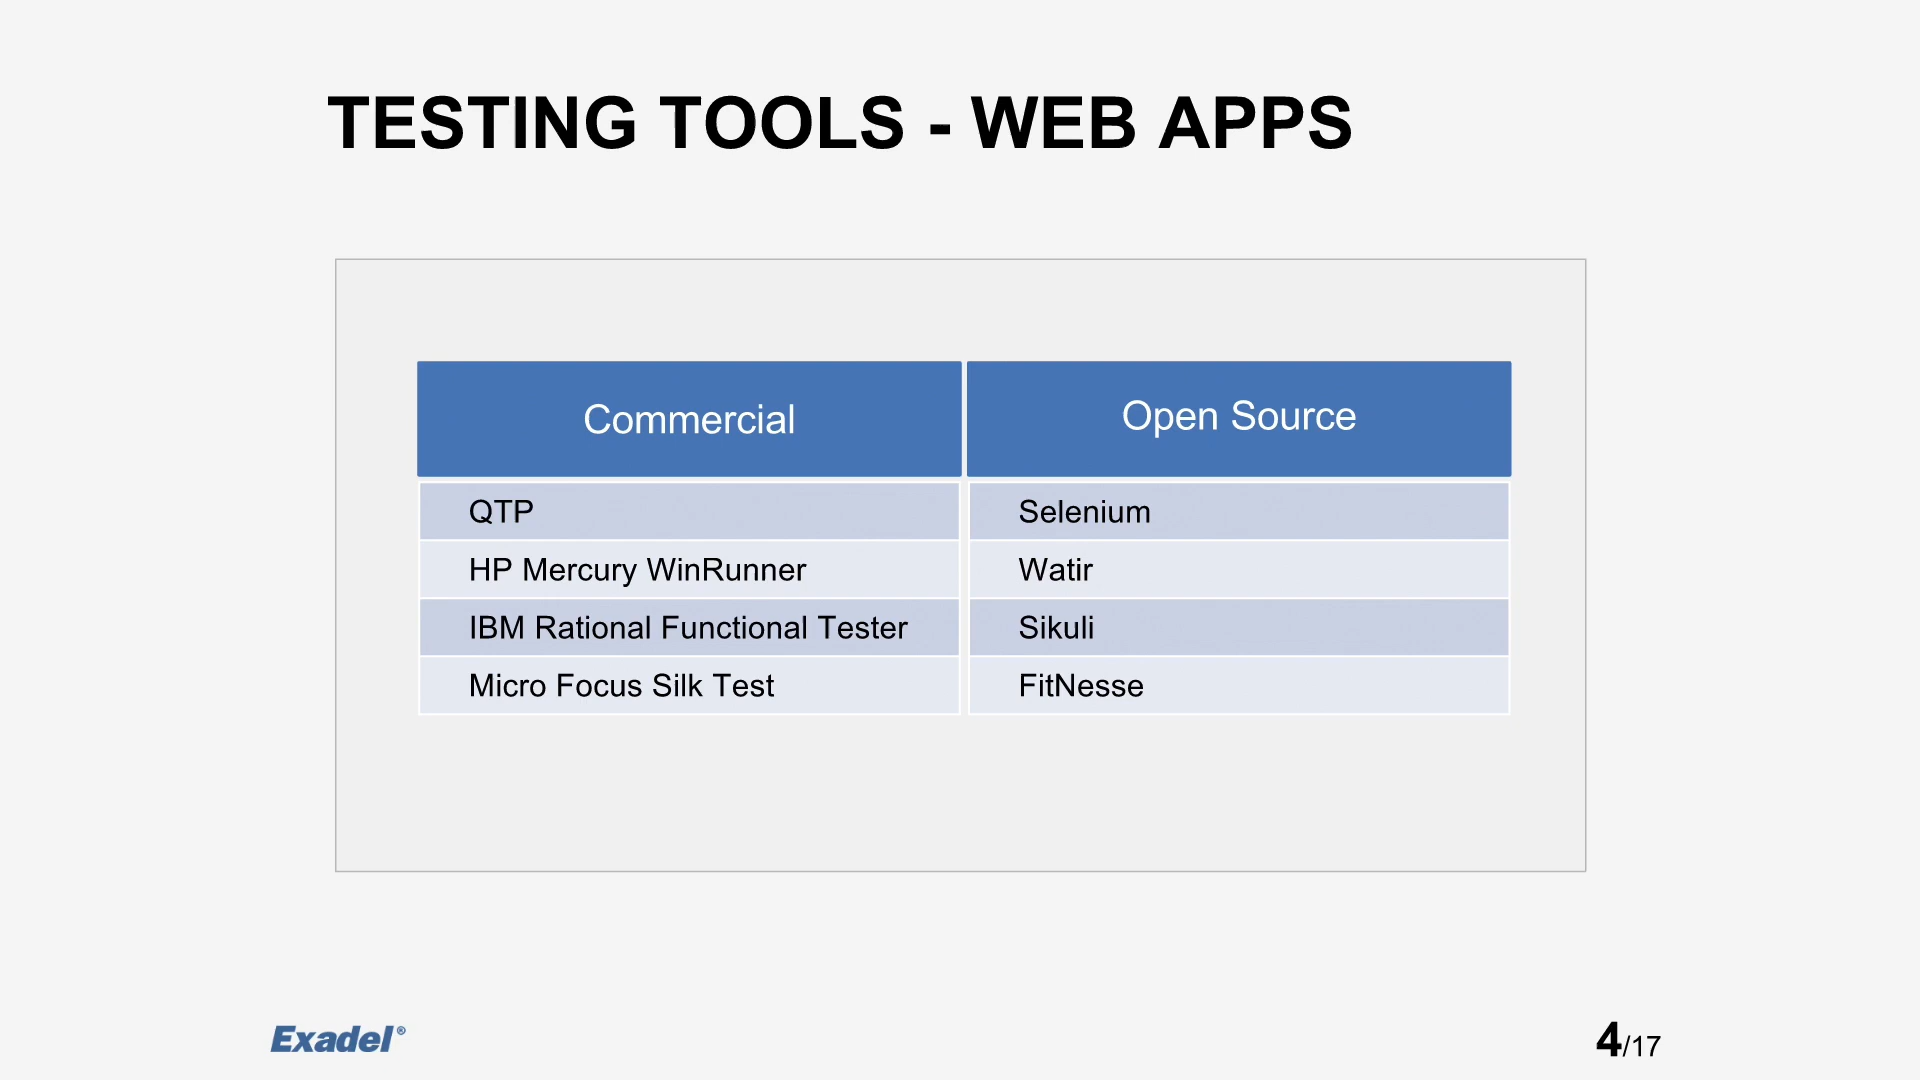 TESTING TOOLS - WEB APPS
Commercial
Open Source
QTP
Selenium
HP Mercury WinRunner
Watir
IBM Rational Functional Tester
Sikuli
Micro Focus Silk Test
FitNesse
Exadel®
4/17